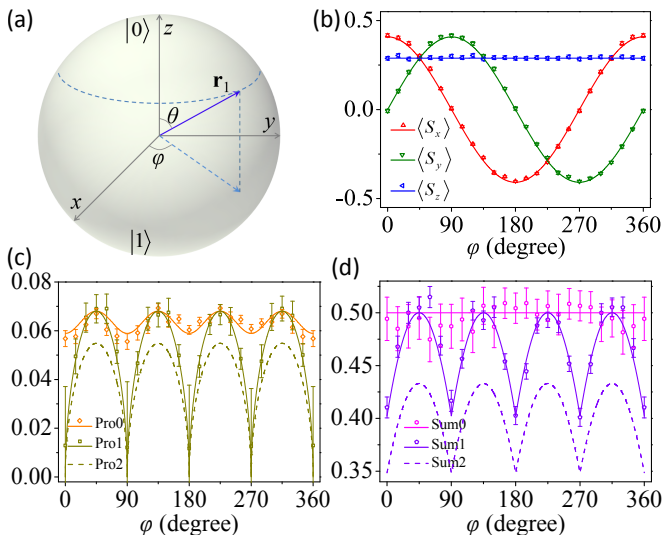 (a)
|0⟩
z
r₁
θ
y
φ
x
|1⟩
(b)
0.5
0.0
-0.5
⟨Sₓ⟩
⟨Sᵧ⟩
⟨S_z⟩
0 90 180 270 360
φ (degree)
(c)
0.08
0.06
0.04
0.02
0.00
Pro0
Pro1
Pro2
0 90 180 270 360
φ (degree)
(d)
0.50
0.45
0.40
0.35
Sum0
Sum1
Sum2
0 90 180 270 360
φ (degree)